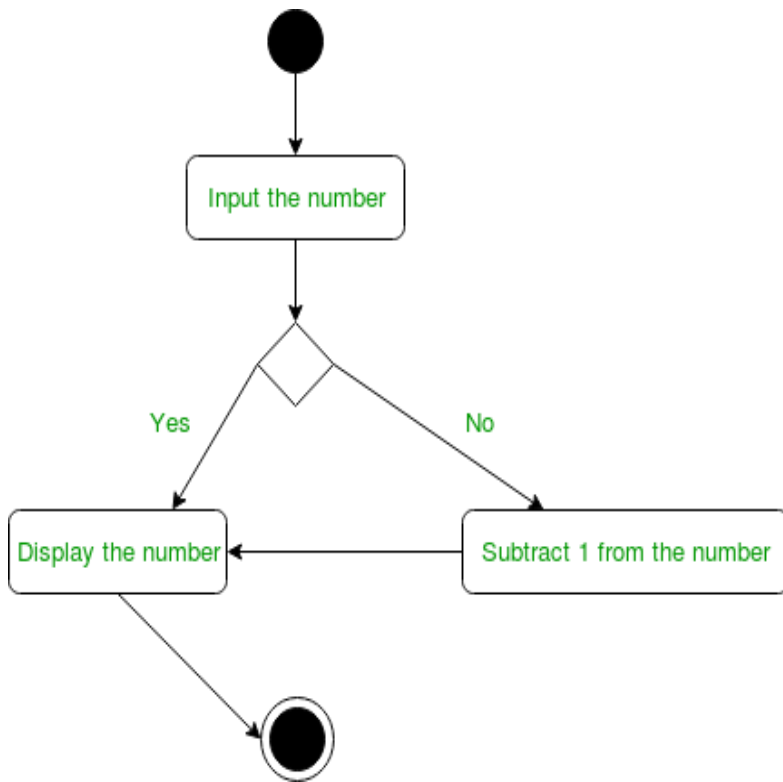 Input the number
Yes
No
Display the number
Subtract 1 from the number